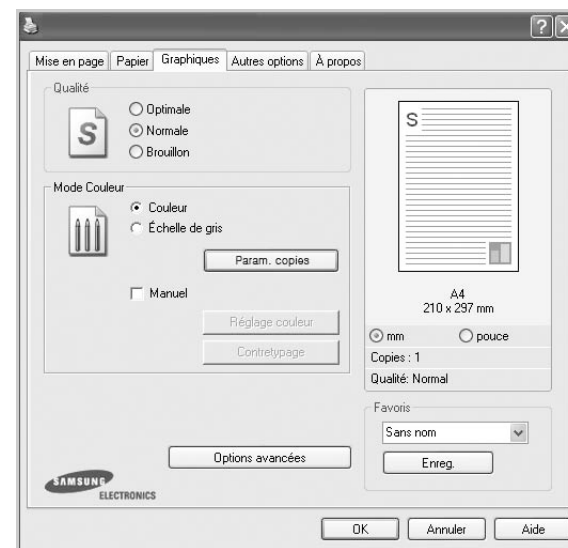 Mise en page Papier Graphiques Autres options À propos
Qualité
S
Optimale
Normale
Brouillon
Mode Couleur
Couleur
Échelle de gris
Param. copies
Manuel
Réglage couleur
Contretypage
Options avancées
SAMSUNG
ELECTRONICS
S
A4
210 x 297 mm
mm pouce
Copies : 1
Qualité: Normal
Favoris
Sans nom
Enreg.
OK Annuler Aide